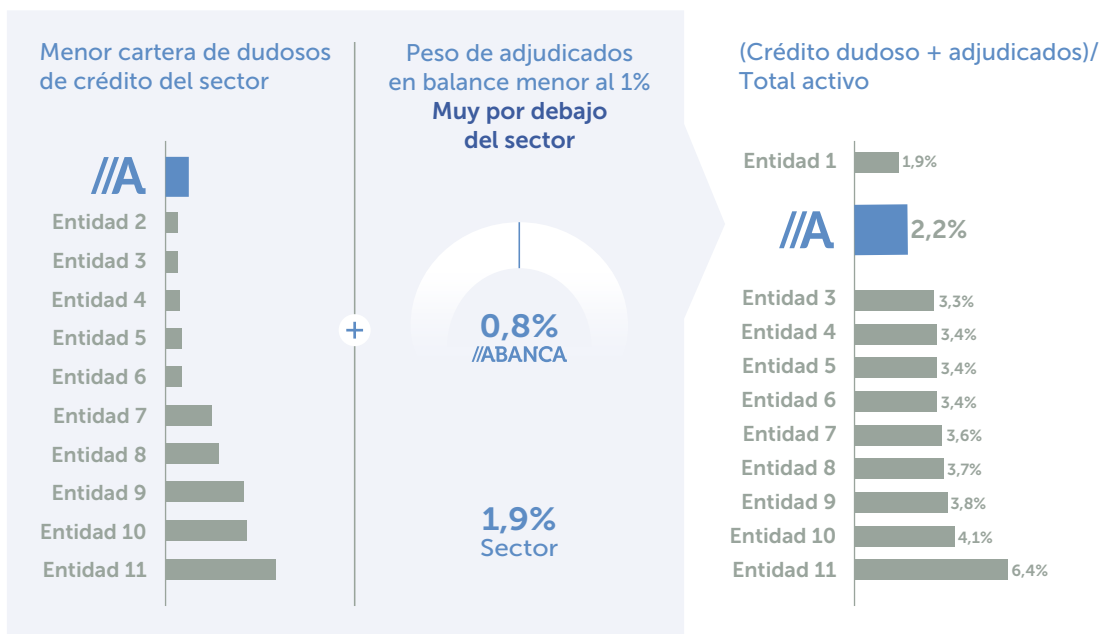 Menor cartera de dudosos
de crédito del sector
//A
Entidad 2
Entidad 3
Entidad 4
Entidad 5
Entidad 6
Entidad 7
Entidad 8
Entidad 9
Entidad 10
Entidad 11
+
Peso de adjudicados
en balance menor al 1%
Muy por debajo
del sector
0,8%
//ABANCA
1,9%
Sector
(Crédito dudoso + adjudicados)/
Total activo
Entidad 1 1,9%
//A 2,2%
Entidad 3 3,3%
Entidad 4 3,4%
Entidad 5 3,4%
Entidad 6 3,4%
Entidad 7 3,6%
Entidad 8 3,7%
Entidad 9 3,8%
Entidad 10 4,1%
Entidad 11 6,4%